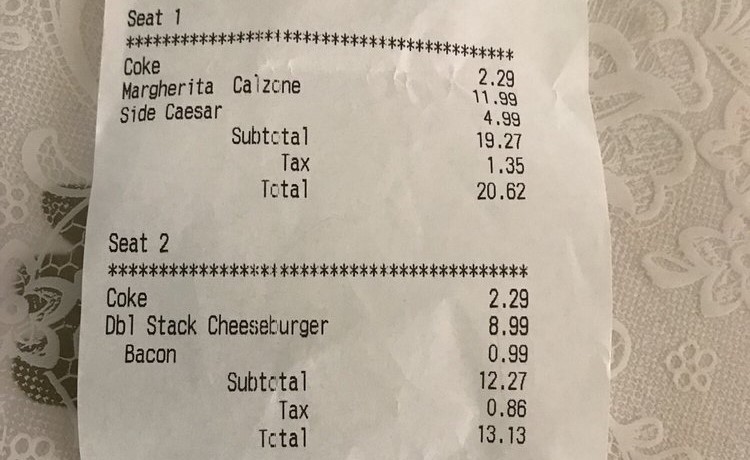 Seat 1
******************************************
Coke 2.29
Margherita Calzone 11.99
Side Caesar 4.99
Subtotal 19.27
Tax 1.35
Total 20.62
Seat 2
******************************************
Coke 2.29
Dbl Stack Cheeseburger 8.99
Bacon 0.99
Subtotal 12.27
Tax 0.86
Total 13.13